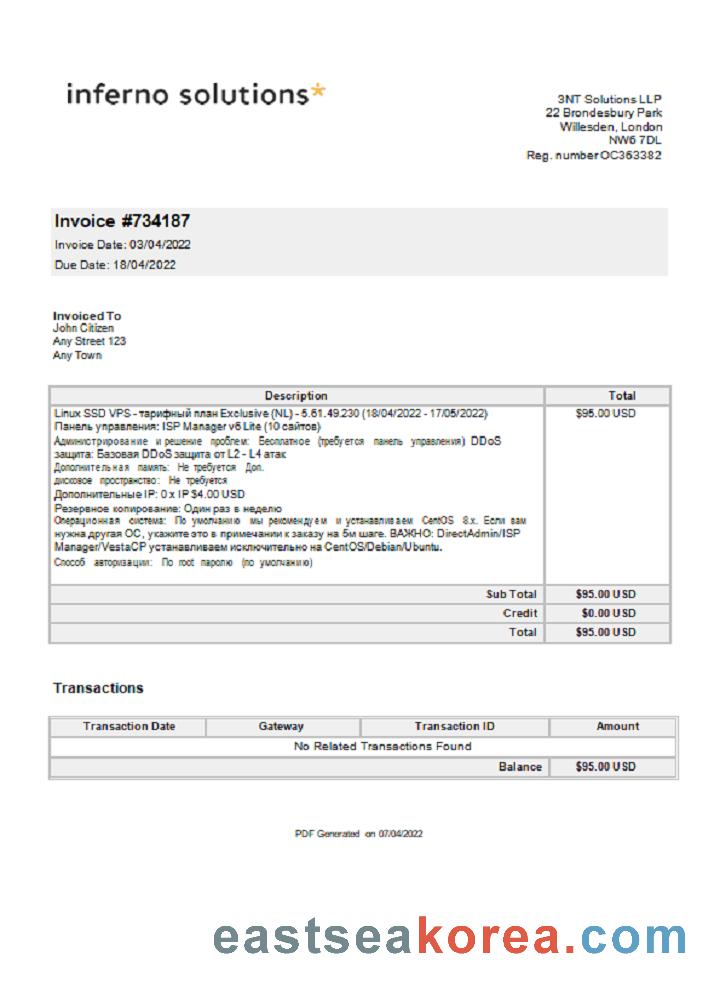 inferno solutions*
3NT Solutions LLP
22 Brondesbury Park
Willesden, London
NW6 7DL
Reg. number OC363382
Invoice #734187
Invoice Date: 03/04/2022
Due Date: 18/04/2022
Invoiced To
John Citizen
Any Street 123
Any Town
Description Total
Linux SSD VPS - тарифный план Exclusive (NL) - 5.61.49.230 (18/04/2022 - 17/05/2022) $95.00 USD
Панель управления: ISP Manager v6 Lite (10 сайтов)
Администрирование и решение проблем: Бесплатное (требуется панель управления) DDoS
защита: Базовая DDoS защита от L2 - L4 атак
Дополнительная память: Не требуется Доп.
дисковое пространство: Не требуется
Дополнительные IP: 0 x IP $4.00 USD
Резервное копирование: Один раз в неделю
Операционная система: По умолчанию мы рекомендуем и устанавливаем CentOS 8.x. Если вам
нужна другая ОС, укажите это в примечании к заказу на 5м шаге. ВАЖНО: DirectAdmin/ISP
Manager/VestaCP устанавливаем исключительно на CentOS/Debian/Ubuntu.
Способ авторизации: По root паролю (по умолчанию)
Sub Total $95.00 USD
Credit $0.00 USD
Total $95.00 USD
Transactions
Transaction Date Gateway Transaction ID Amount
No Related Transactions Found
Balance $95.00 USD
PDF Generated on 07/04/2022
eastseakorea.com